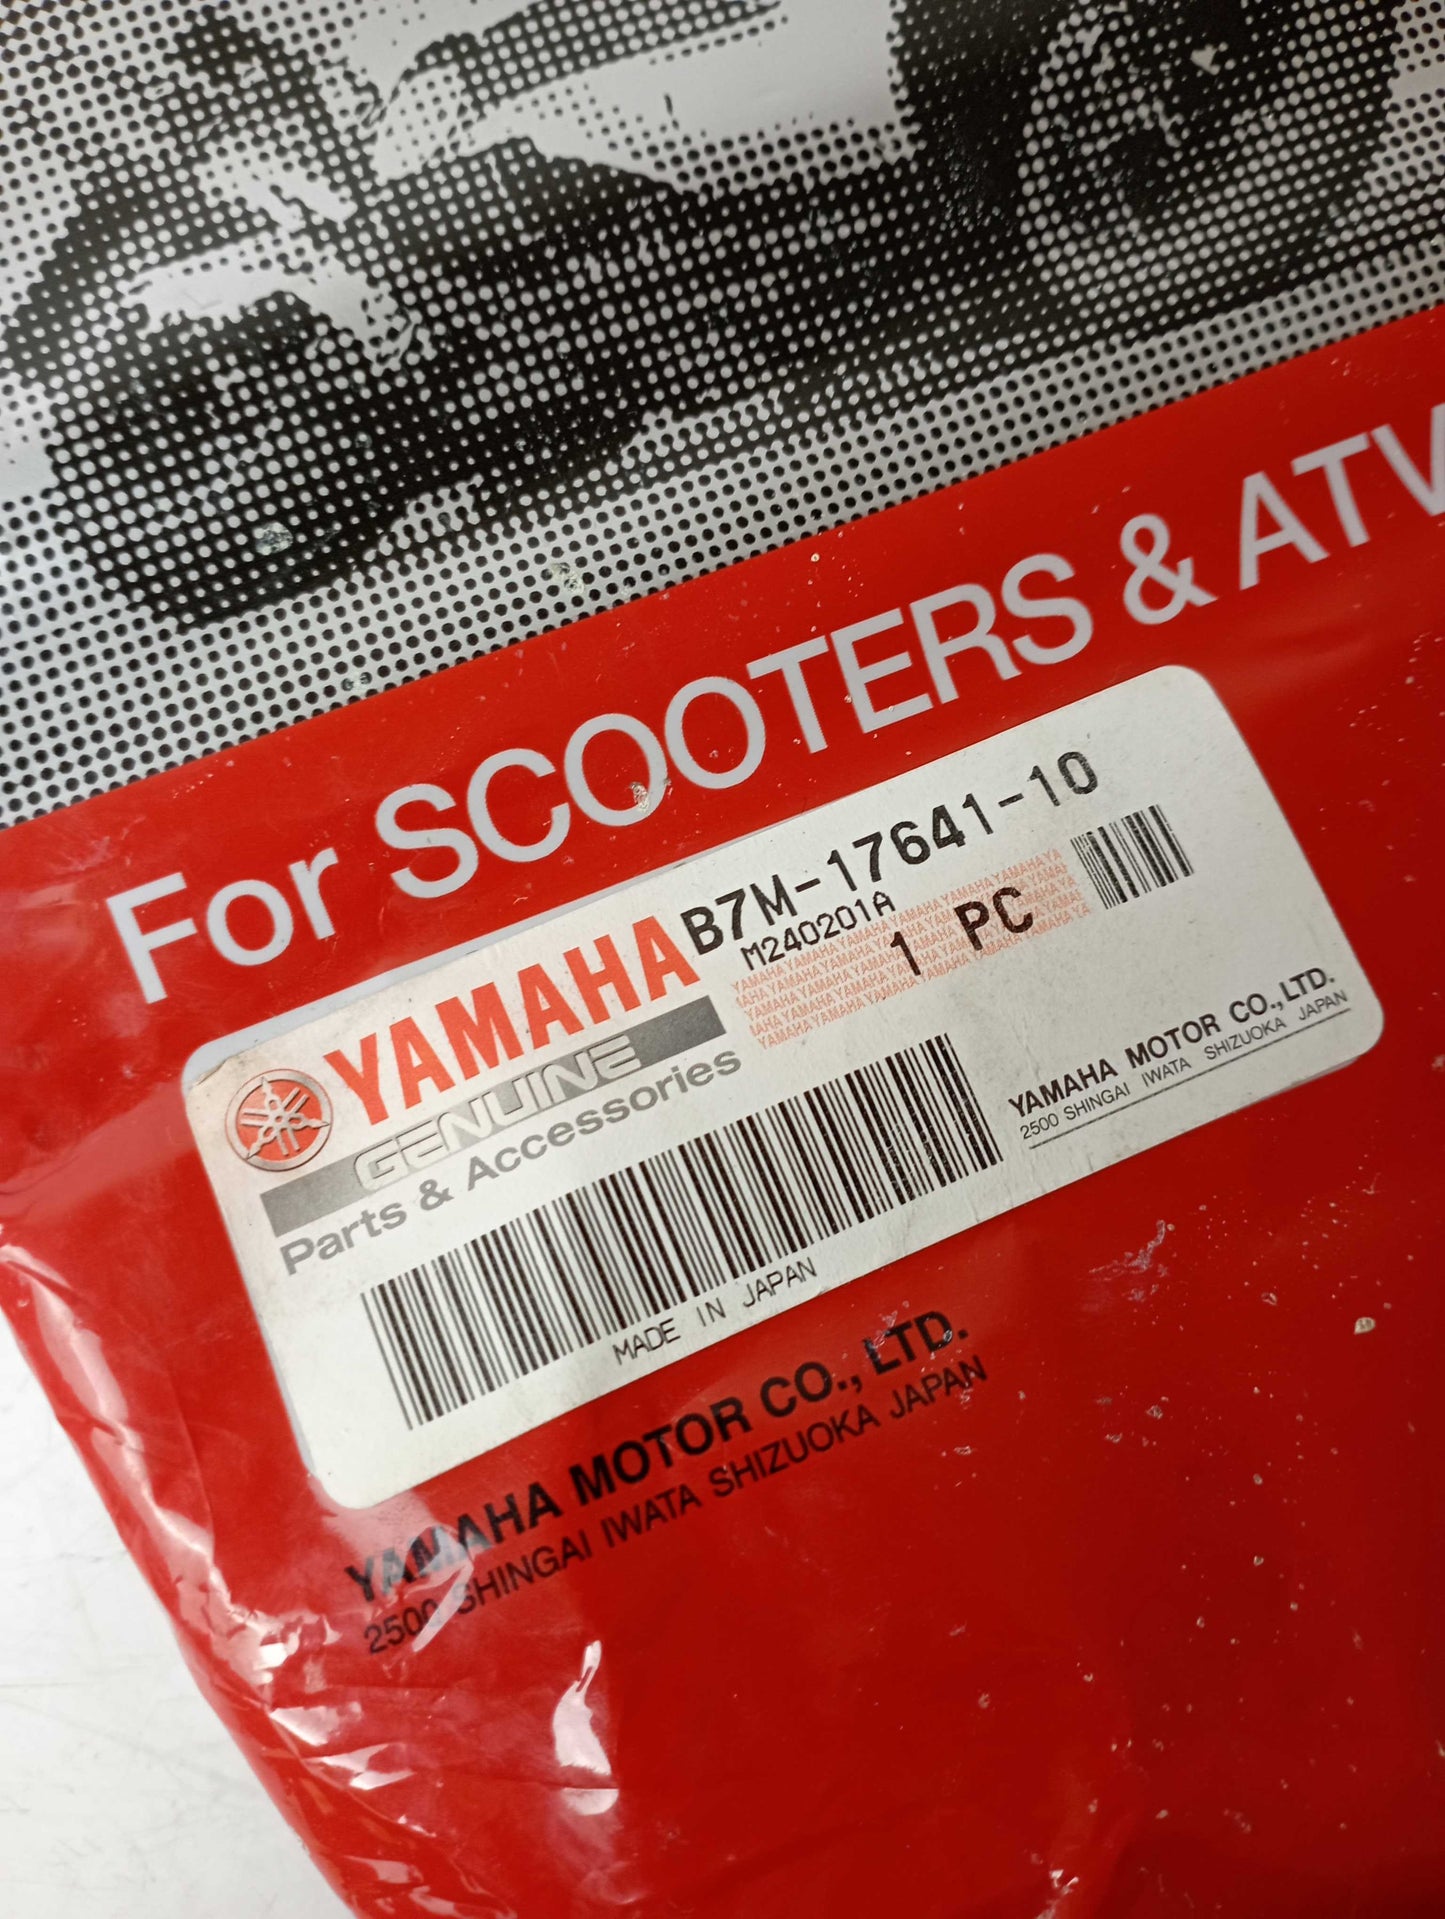 For SCOOTERS & ATV
YAMAHA
GENUINE
Parts & Accessories
B7M-17641-10
M240201A
1 PC
YAMAHA MOTOR CO., LTD.
2500 SHINGAI IWATA SHIZUOKA JAPAN
MADE IN JAPAN
YAMAHA MOTOR CO., LTD.
2500 SHINGAI IWATA SHIZUOKA JAPAN